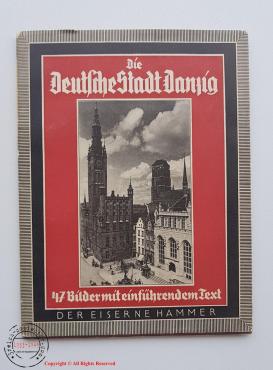 Die
Deutsche Stadt Danzig
47 Bilder mit einführendem Text
DER EISERNE HAMMER
Copyright © All Rights Reserved